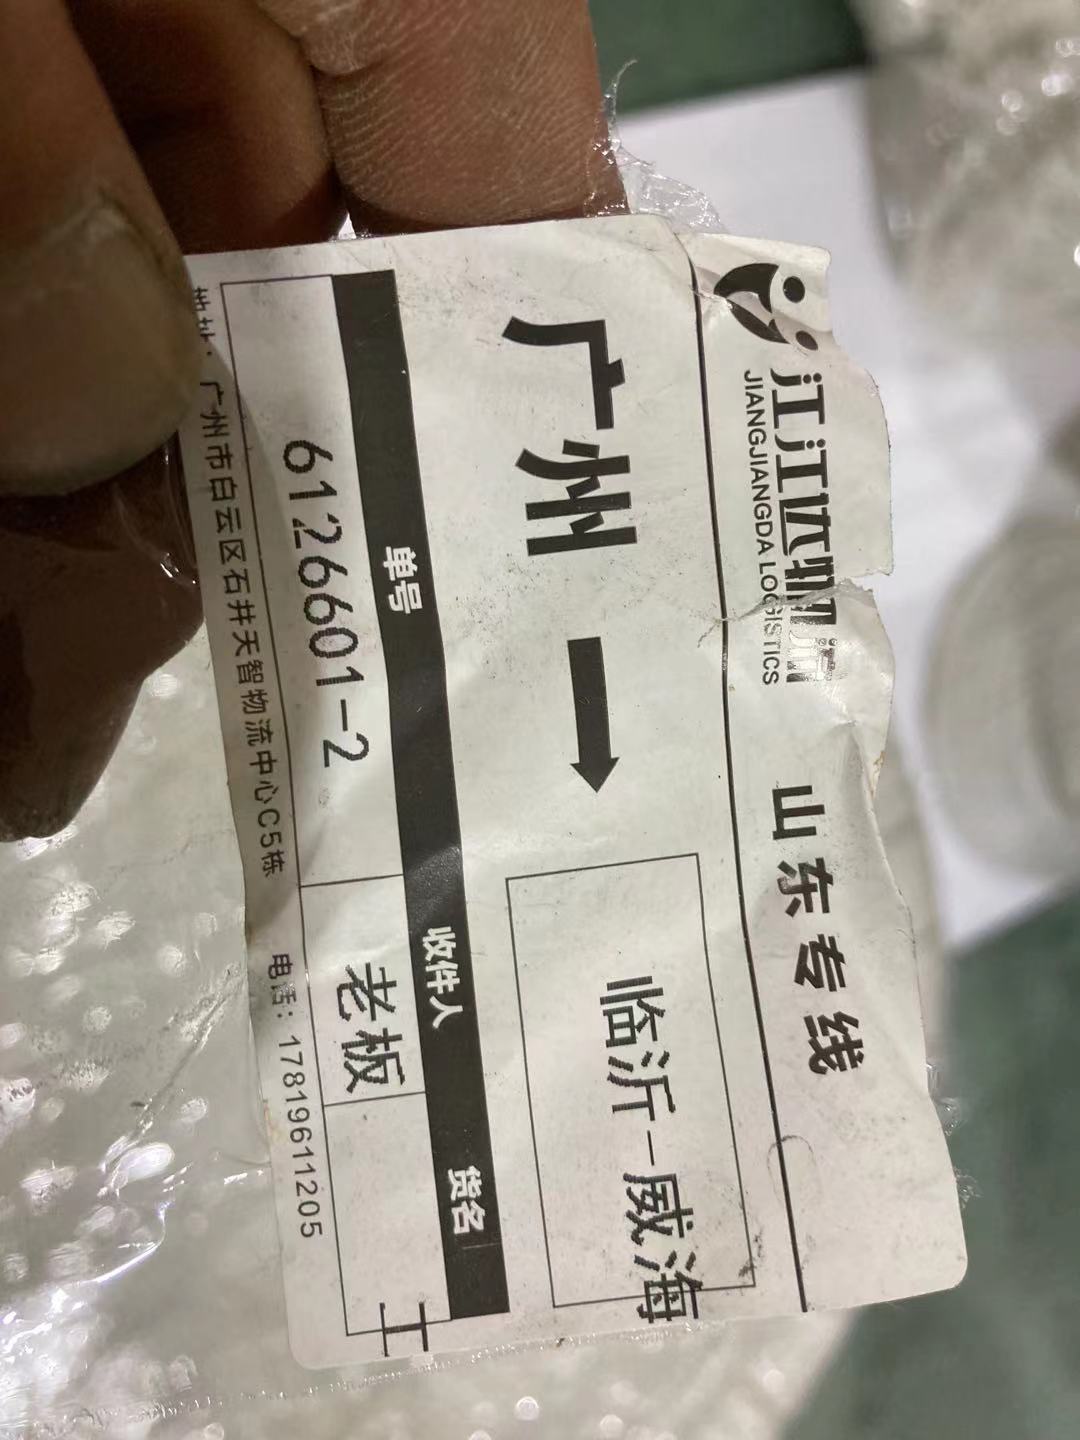 江江达物流
JIANGJIANGDA LOGISTICS
山东专线
广州
临沂-威海
单号
收件人
货名
6126601-2
老板
地址：广州市白云区石井天智物流中心C5栋
电话：17819611205